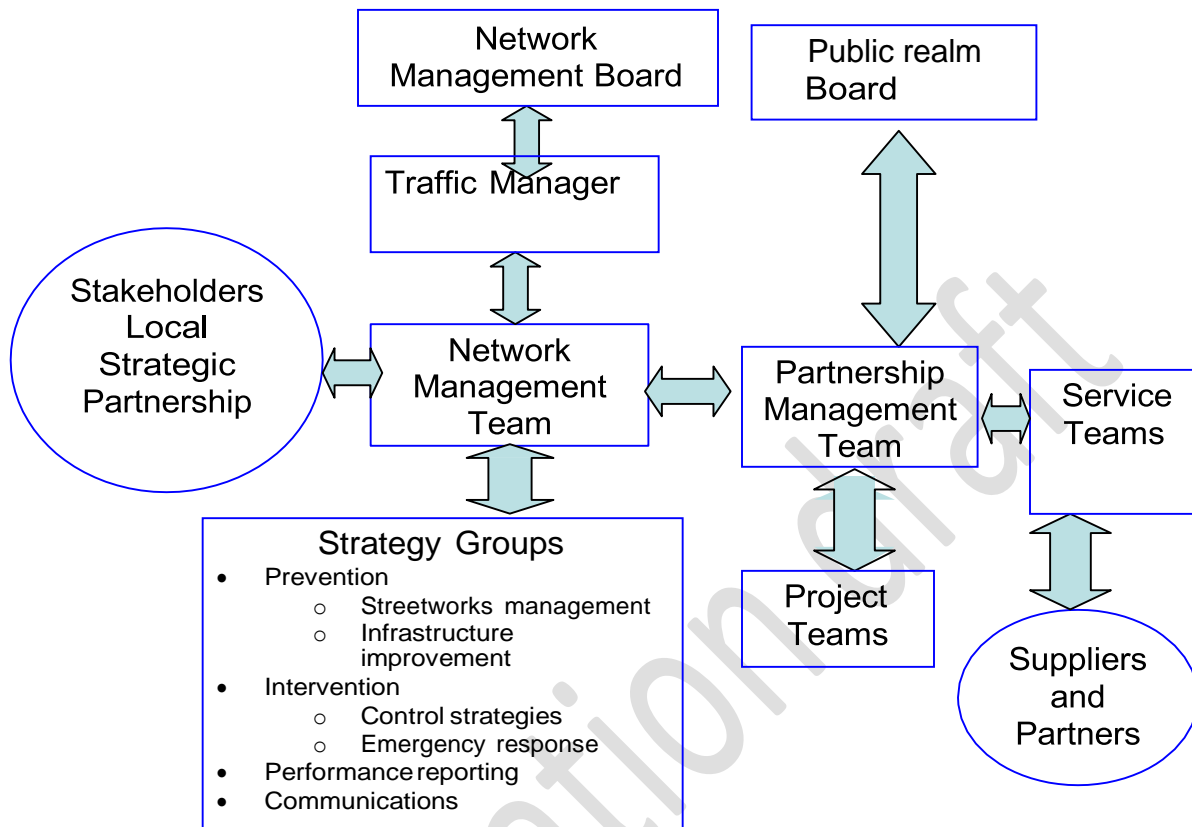 Network
Management Board
Public realm
Board
Traffic Manager
Stakeholders
Local
Strategic
Partnership
Network
Management
Team
Partnership
Management
Team
Service
Teams
Strategy Groups
• Prevention
o Streetworks management
o Infrastructure
improvement
• Intervention
o Control strategies
o Emergency response
• Performance reporting
• Communications
Project
Teams
Suppliers
and
Partners
draft